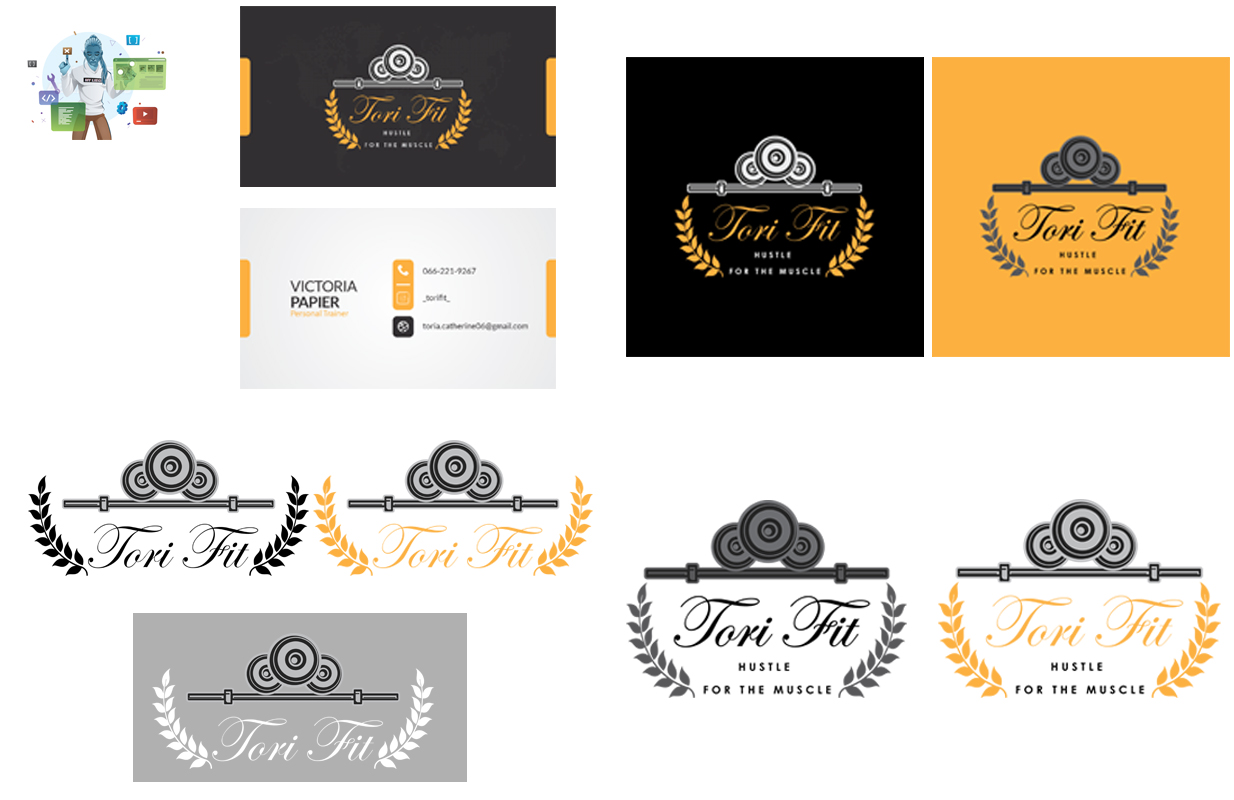 Tori Fit
HUSTLE
FOR THE MUSCLE
VICTORIA
PAPIER
Personal Trainer
066-221-9267
_torifit_
toria.catherine06@gmail.com
Tori Fit
HUSTLE
FOR THE MUSCLE
Tori Fit
HUSTLE
FOR THE MUSCLE
Tori Fit
Tori Fit
Tori Fit
Tori Fit
HUSTLE
FOR THE MUSCLE
Tori Fit
HUSTLE
FOR THE MUSCLE